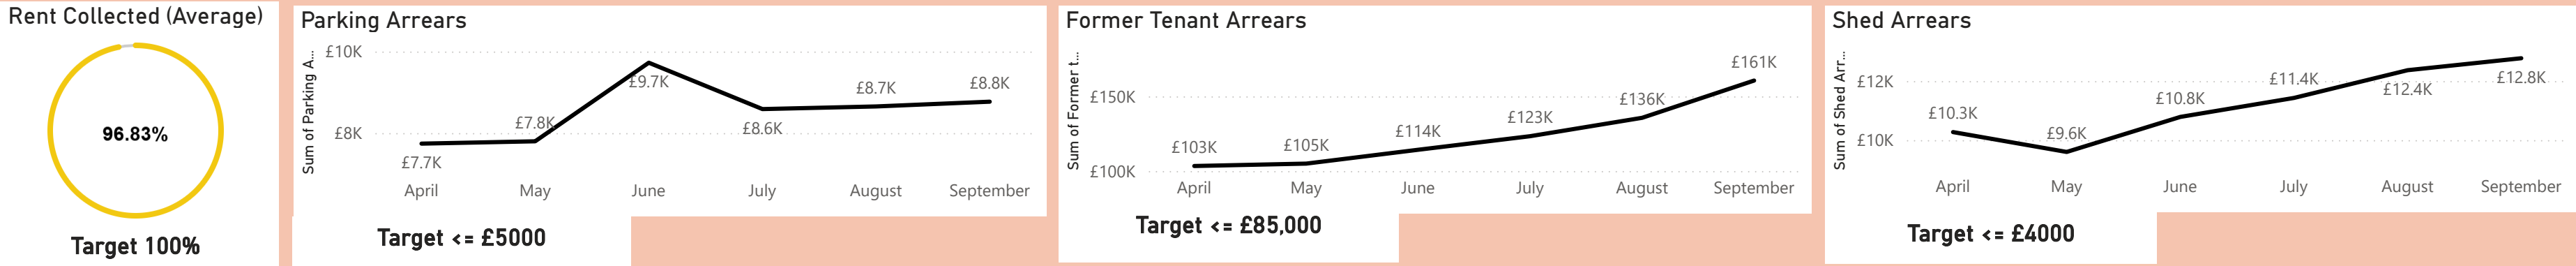 Rent Collected (Average)
96.83%
Target 100%
Parking Arrears
Sum of Parking A...
£10K
£8K
£7.7K
£7.8K
£9.7K
£8.6K
£8.7K
£8.8K
April May June July August September
Target <= £5000
Former Tenant Arrears
Sum of Former t...
£150K
£100K
£103K
£105K
£114K
£123K
£136K
£161K
April May June July August September
Target <= £85,000
Shed Arrears
Sum of Shed Arr...
£12K
£10K
£10.3K
£9.6K
£10.8K
£11.4K
£12.4K
£12.8K
April May June July August September
Target <= £4000